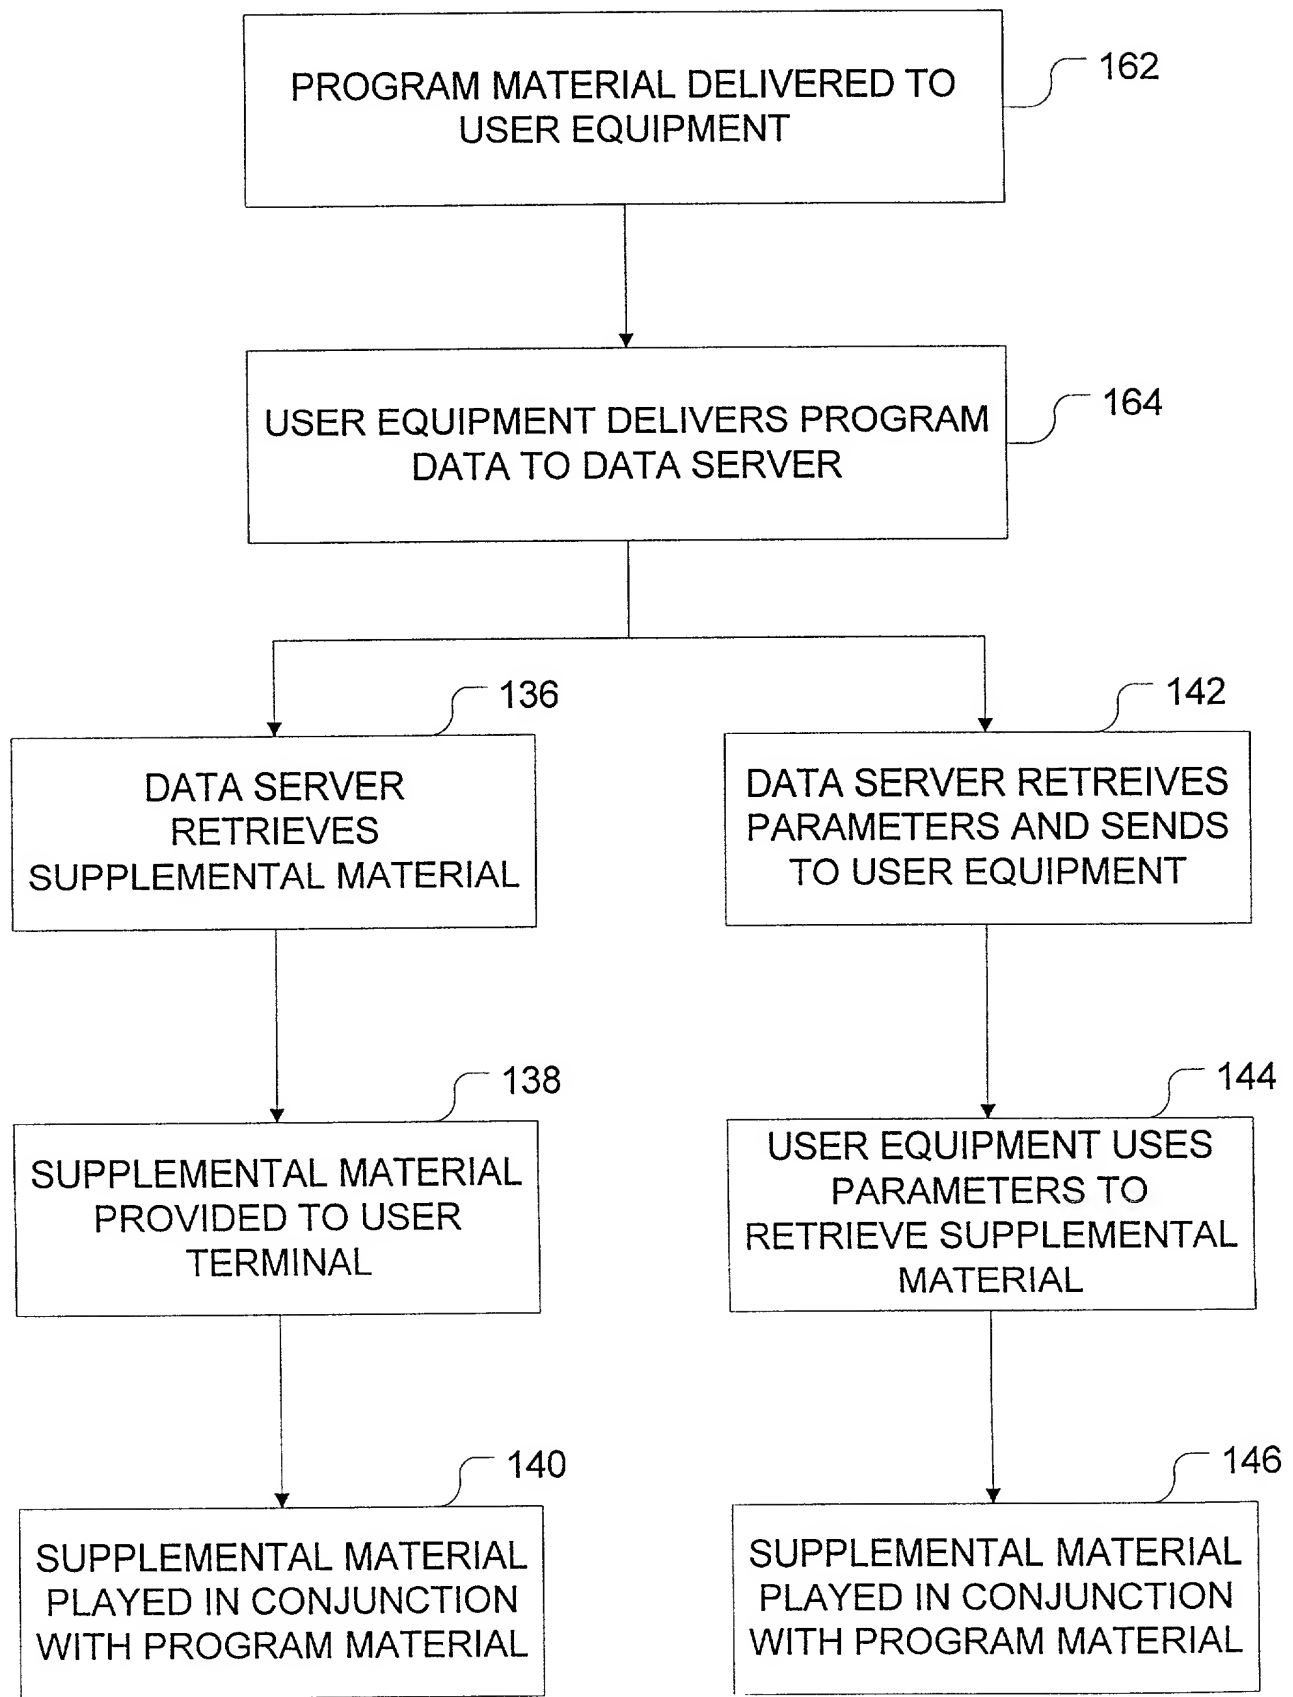 162
PROGRAM MATERIAL DELIVERED TO
USER EQUIPMENT
164
USER EQUIPMENT DELIVERS PROGRAM
DATA TO DATA SERVER
136
DATA SERVER
RETRIEVES
SUPPLEMENTAL MATERIAL
142
DATA SERVER RETREIVES
PARAMETERS AND SENDS
TO USER EQUIPMENT
138
SUPPLEMENTAL MATERIAL
PROVIDED TO USER
TERMINAL
144
USER EQUIPMENT USES
PARAMETERS TO
RETRIEVE SUPPLEMENTAL
MATERIAL
140
SUPPLEMENTAL MATERIAL
PLAYED IN CONJUNCTION
WITH PROGRAM MATERIAL
146
SUPPLEMENTAL MATERIAL
PLAYED IN CONJUNCTION
WITH PROGRAM MATERIAL